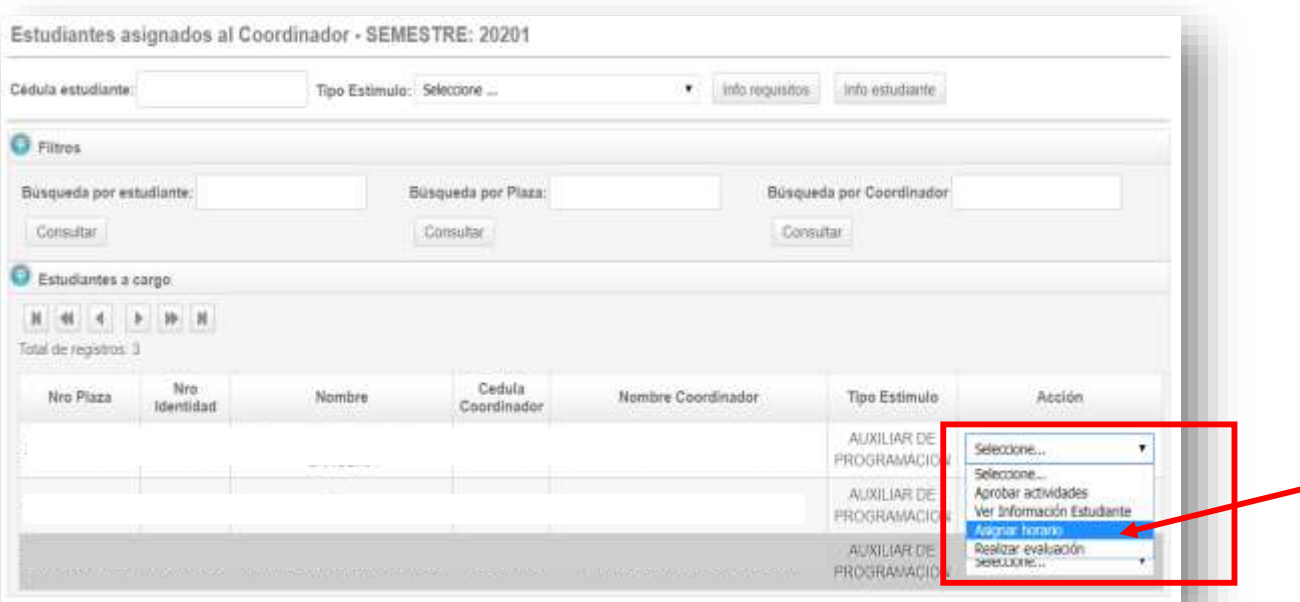 Estudiantes asignados al Coordinador - SEMESTRE: 20201
Cédula estudiante: Tipo Estimulo: Seleccione ... Info requisitos Info estudiante
Filtros
Búsqueda por estudiante: Búsqueda por Plaza: Búsqueda por Coordinador
Consultar Consultar Consultar
Estudiantes a cargo
Total de registros: 3
Nro Plaza Nro Identidad Nombre Cedula Coordinador Nombre Coordinador Tipo Estimulo Acción
AUXILIAR DE PROGRAMACION Seleccione...
Seleccione...
Aprobar actividades
Ver Información Estudiante
Asignar horario
Realizar evaluación
AUXILIAR DE PROGRAMACION
AUXILIAR DE PROGRAMACION Seleccione...